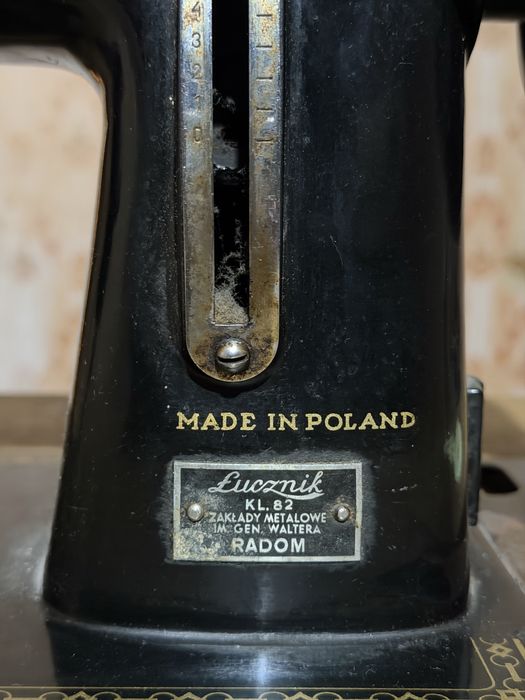 4
3
2
1
0
MADE IN POLAND
Łucznik
KL. 82
ZAKŁADY METALOWE
IM. GEN. WALTERA
RADOM